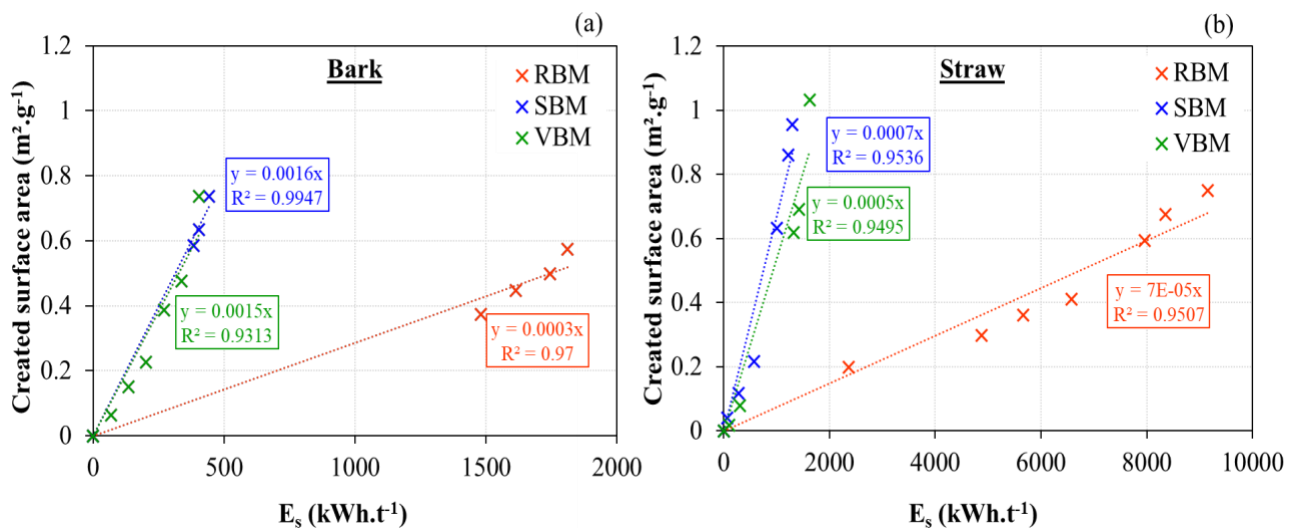 (a)
Bark
Created surface area (m².g⁻¹)
1.2
1
0.8
0.6
0.4
0.2
0
RBM
SBM
VBM
y = 0.0016x
R² = 0.9947
y = 0.0015x
R² = 0.9313
y = 0.0003x
R² = 0.97
0 500 1000 1500 2000
Eₛ (kWh.t⁻¹)
(b)
Straw
Created surface area (m².g⁻¹)
1.2
1
0.8
0.6
0.4
0.2
0
RBM
SBM
VBM
y = 0.0007x
R² = 0.9536
y = 0.0005x
R² = 0.9495
y = 7E-05x
R² = 0.9507
0 2000 4000 6000 8000 10000
Eₛ (kWh.t⁻¹)